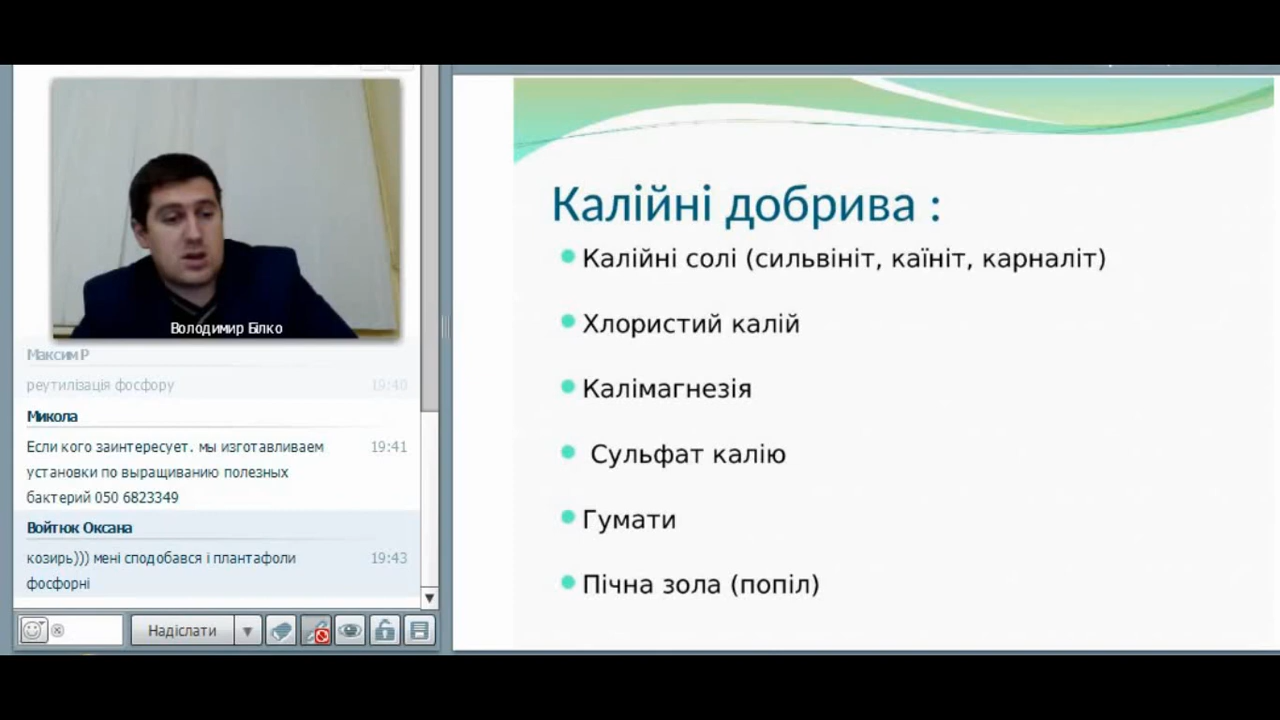 Володимир Білко
Максим Р
реутилізація фосфору 19:40
Микола
Если кого заинтересует. мы изготавливаем 19:41
установки по выращиванию полезных
бактерий 050 6823349
Войтюк Оксана
козирь))) мені сподобався і плантафоли 19:43
фосфорні
Надіслати
Калійні добрива :
Калійні солі (сильвініт, каїніт, карналіт)
Хлористий калій
Калімагнезія
Сульфат калію
Гумати
Пічна зола (попіл)